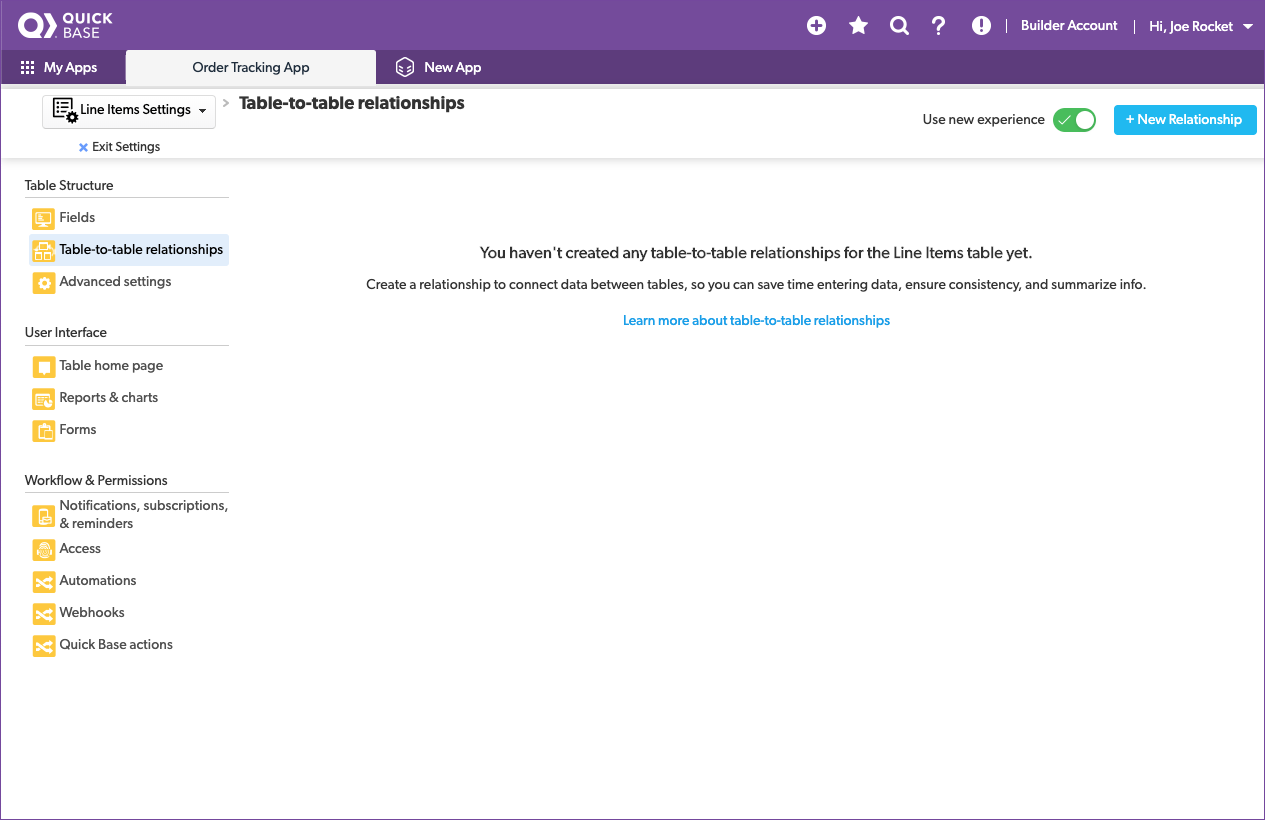 QUICK
BASE
Builder Account
Hi, Joe Rocket
My Apps
Order Tracking App
New App
Line Items Settings
> Table-to-table relationships
Exit Settings
Use new experience
+ New Relationship
Table Structure
Fields
Table-to-table relationships
Advanced settings
User Interface
Table home page
Reports & charts
Forms
Workflow & Permissions
Notifications, subscriptions,
& reminders
Access
Automations
Webhooks
Quick Base actions
You haven't created any table-to-table relationships for the Line Items table yet.
Create a relationship to connect data between tables, so you can save time entering data, ensure consistency, and summarize info.
Learn more about table-to-table relationships